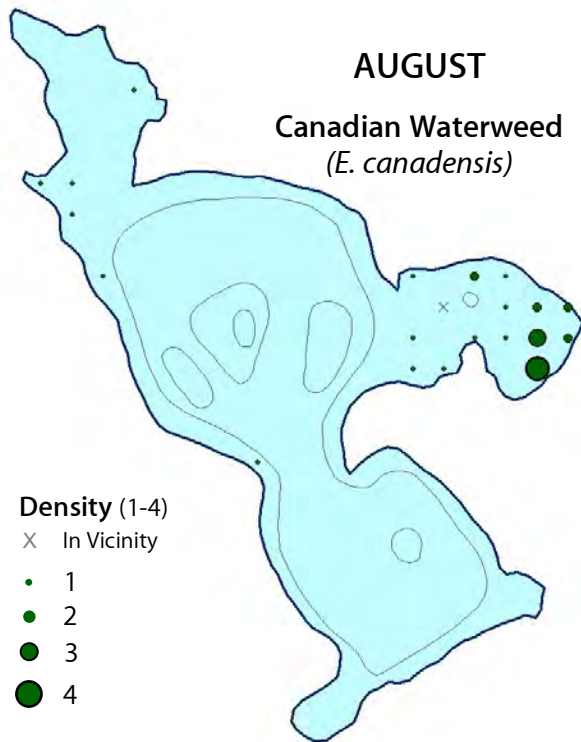 AUGUST
Canadian Waterweed
(E. canadensis)
Density (1-4)
X In Vicinity
1
2
3
4